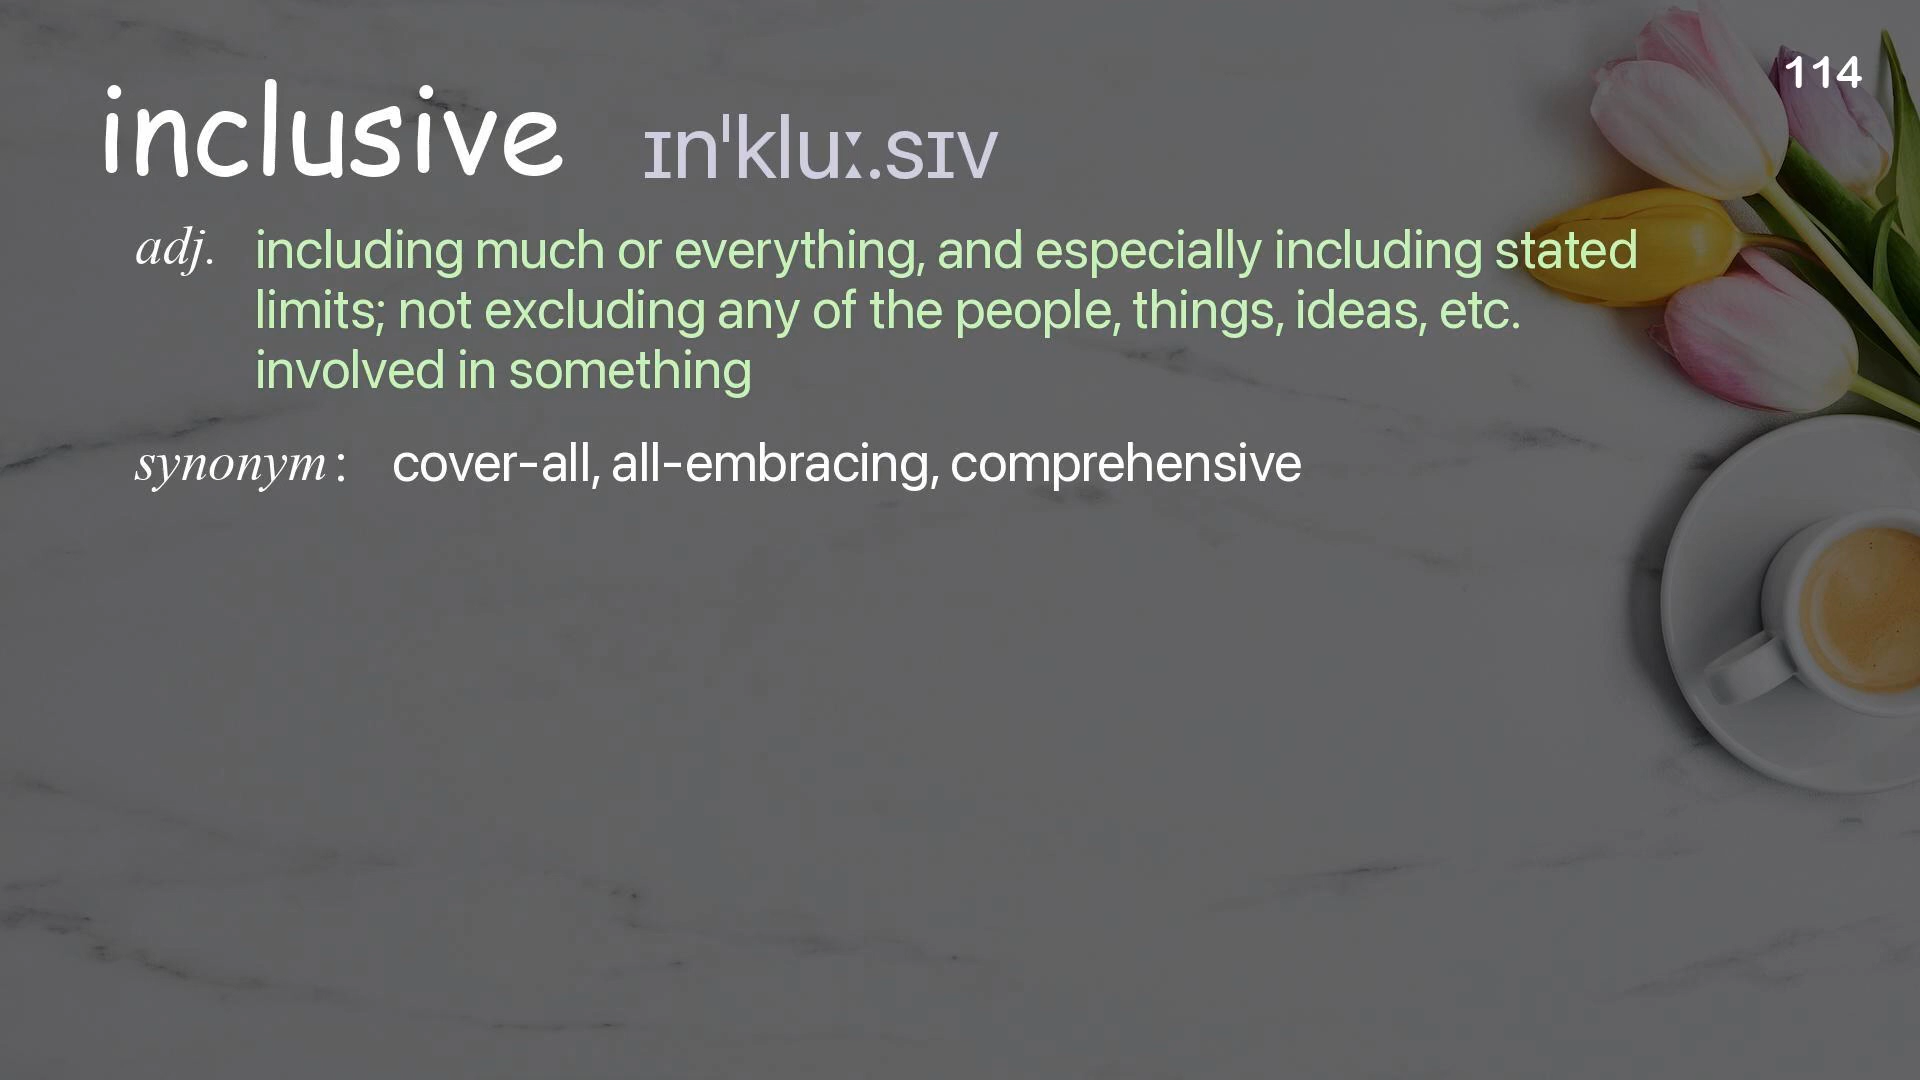 114
inclusive ɪnˈkluː.sɪv
adj. including much or everything, and especially including stated
limits; not excluding any of the people, things, ideas, etc.
involved in something
synonym : cover-all, all-embracing, comprehensive